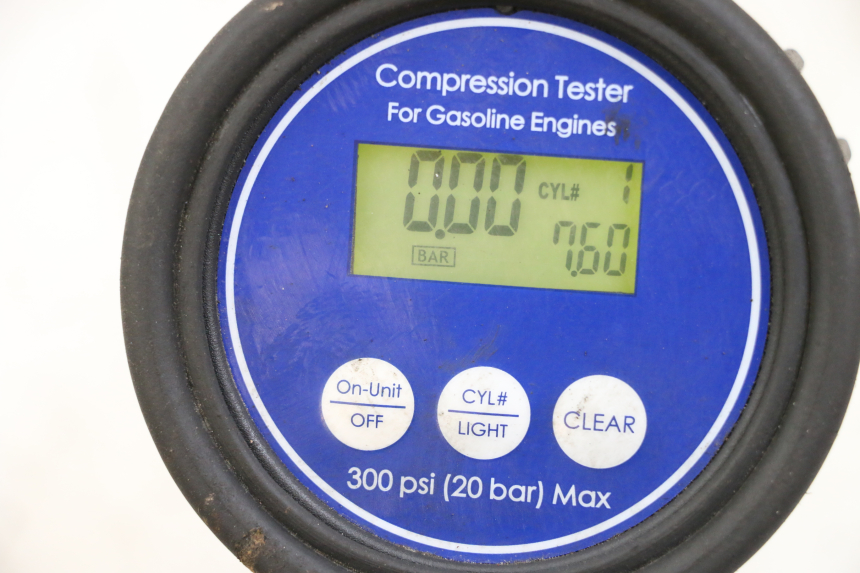 Compression Tester
For Gasoline Engines
0.00 CYL# 1
BAR 7.60
On-Unit CYL# CLEAR
OFF LIGHT
300 psi (20 bar) Max